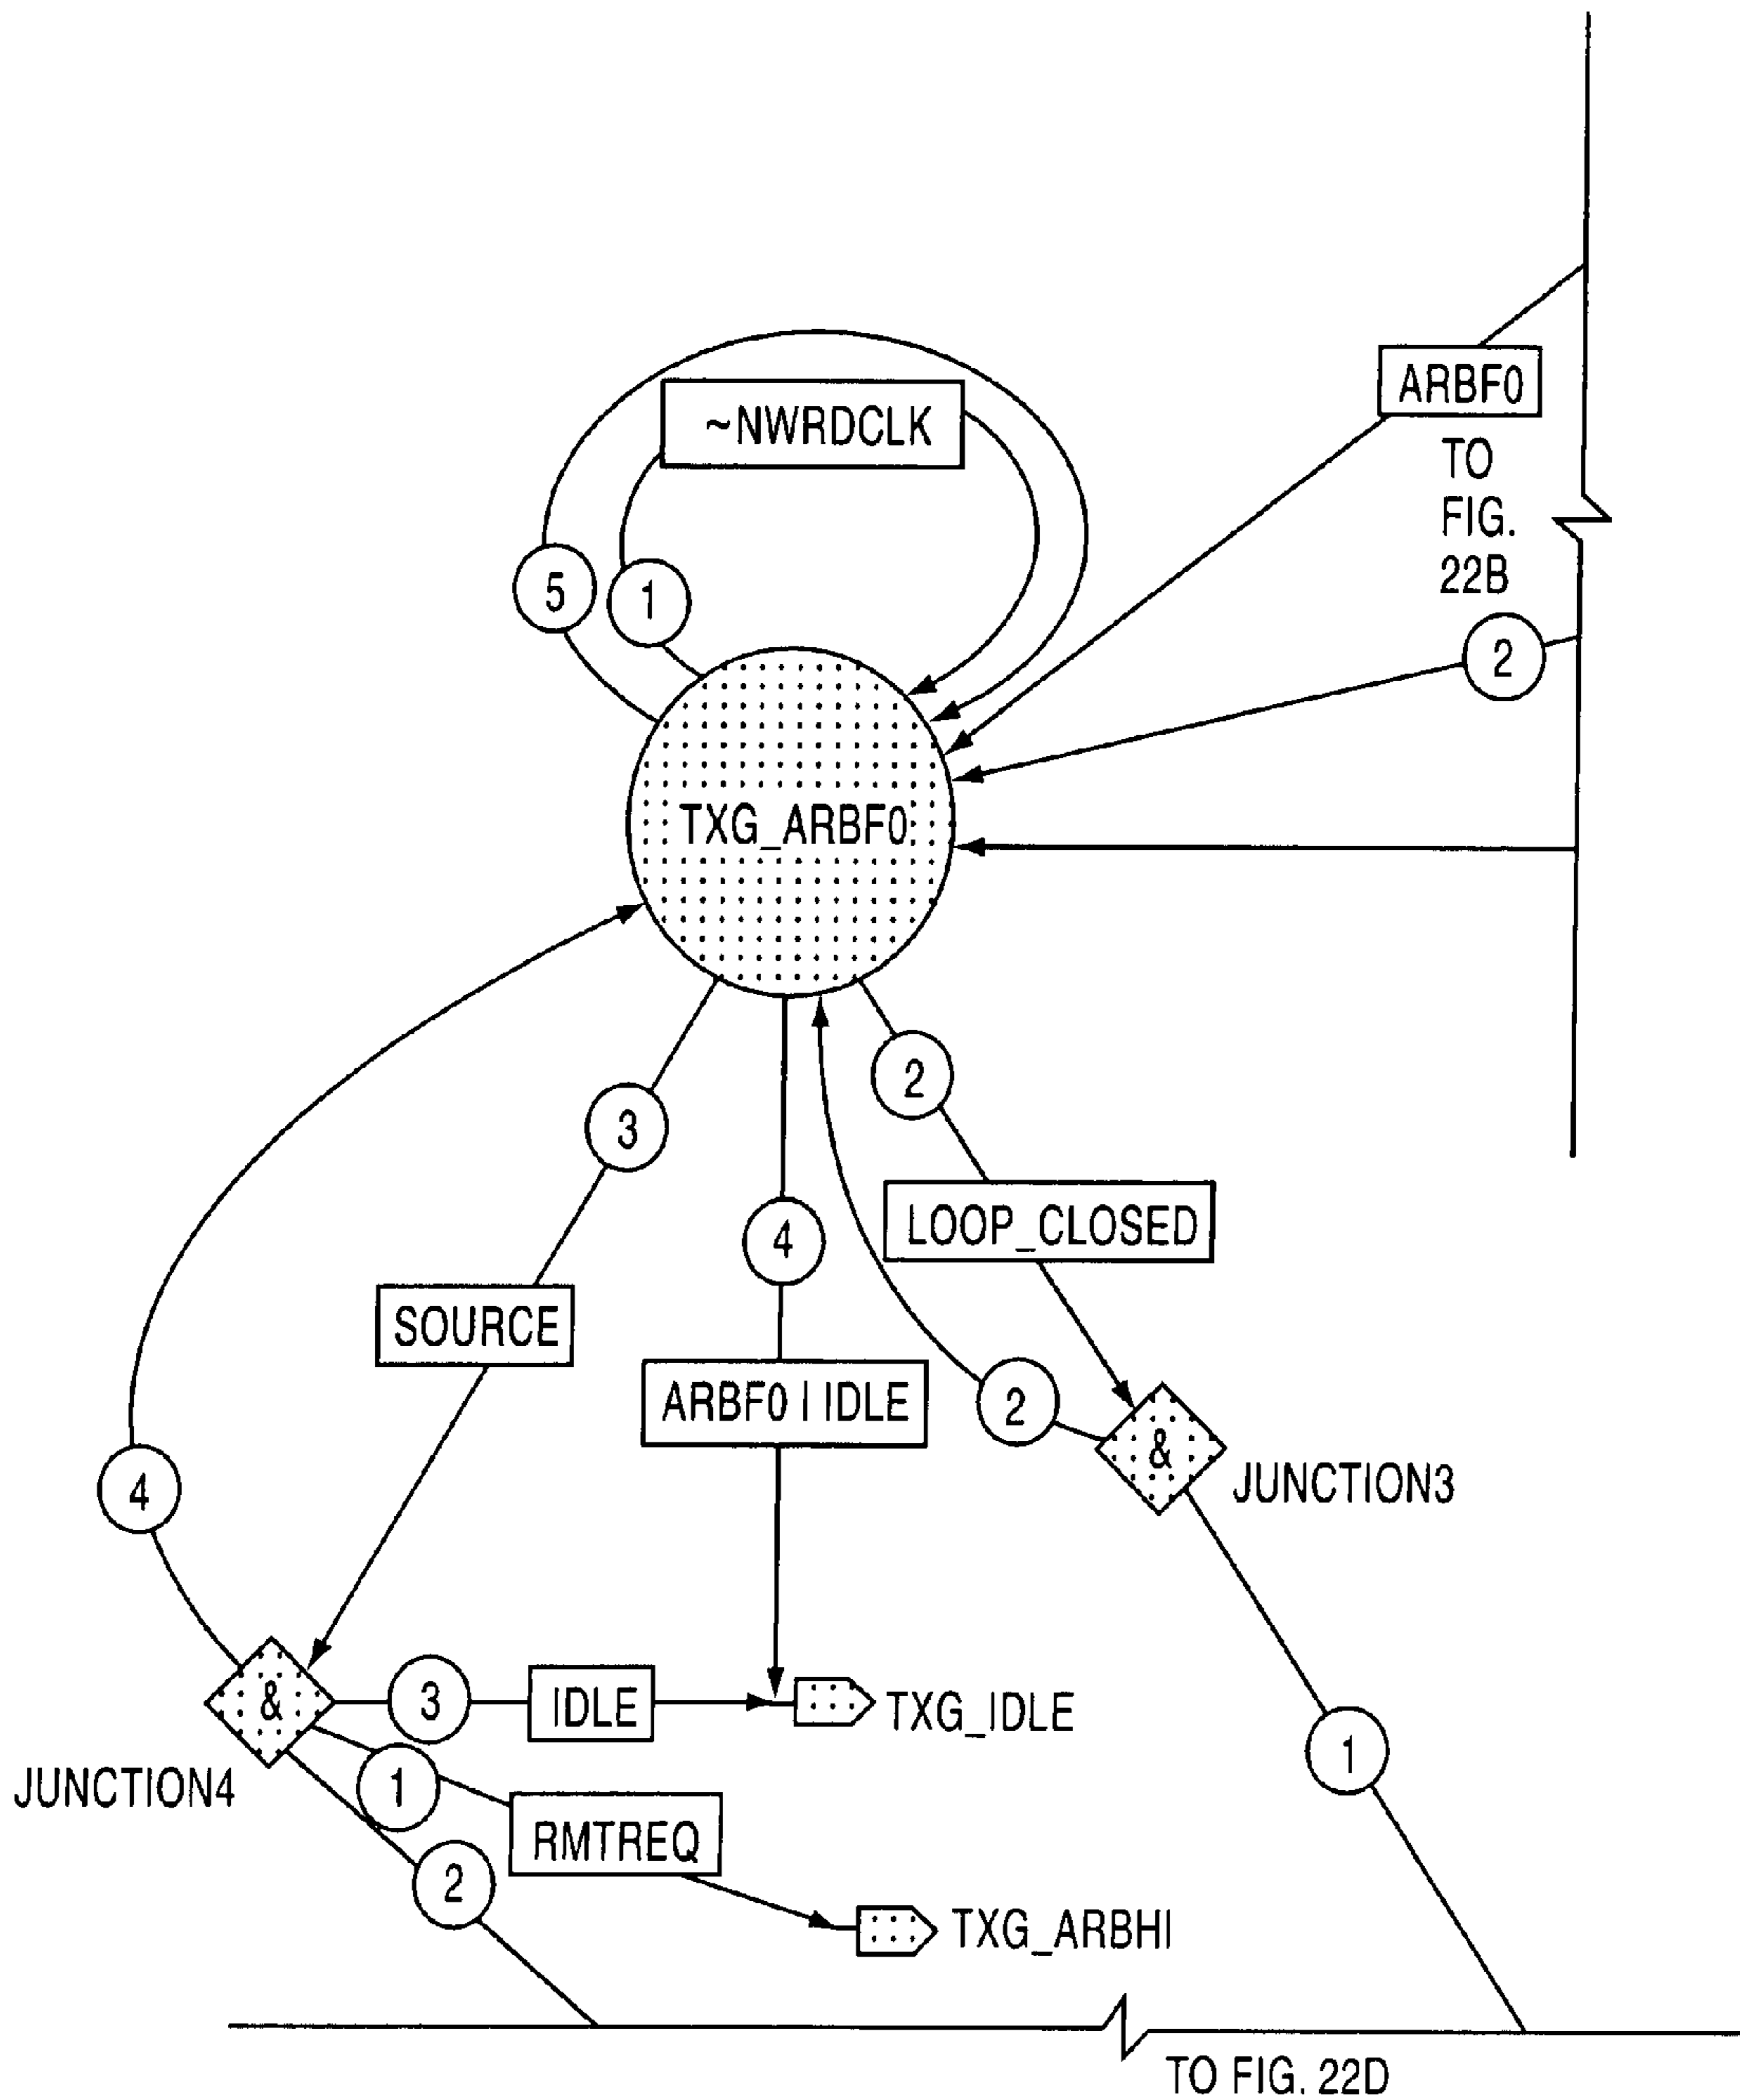 ARBF0
~NWRDCLK
TO
FIG.
22B
5
1
2
TXG_ARBF0
2
3
LOOP_CLOSED
4
SOURCE
ARBF0 | IDLE
2
&
JUNCTION3
4
&
3
IDLE
TXG_IDLE
1
JUNCTION4
1
RMTREQ
2
TXG_ARBHI
TO FIG. 22D